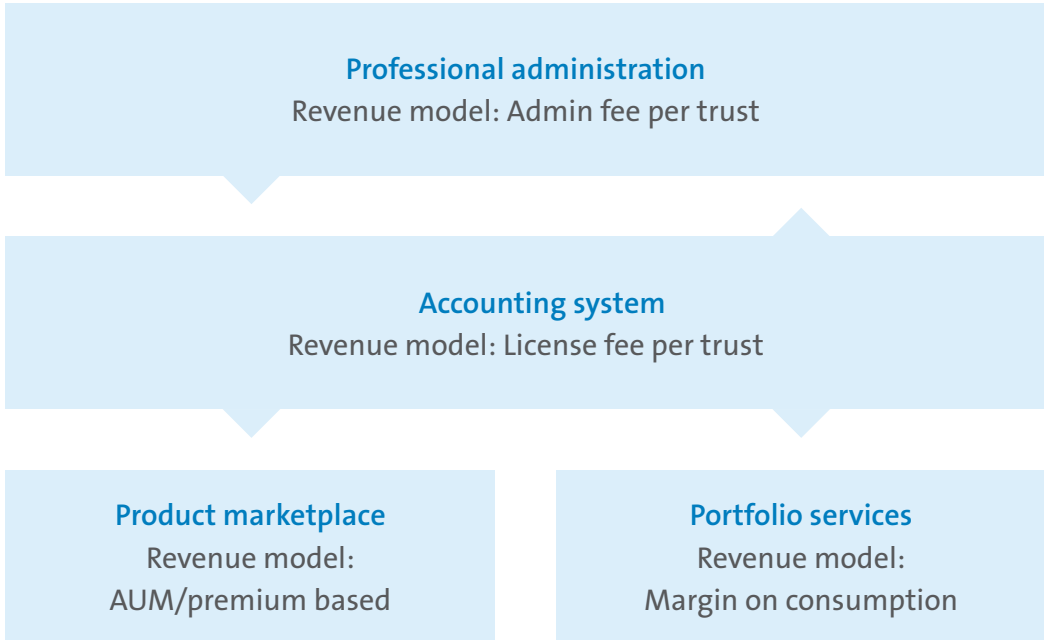 Professional administration
Revenue model: Admin fee per trust
Accounting system
Revenue model: License fee per trust
Product marketplace
Revenue model:
AUM/premium based
Portfolio services
Revenue model:
Margin on consumption